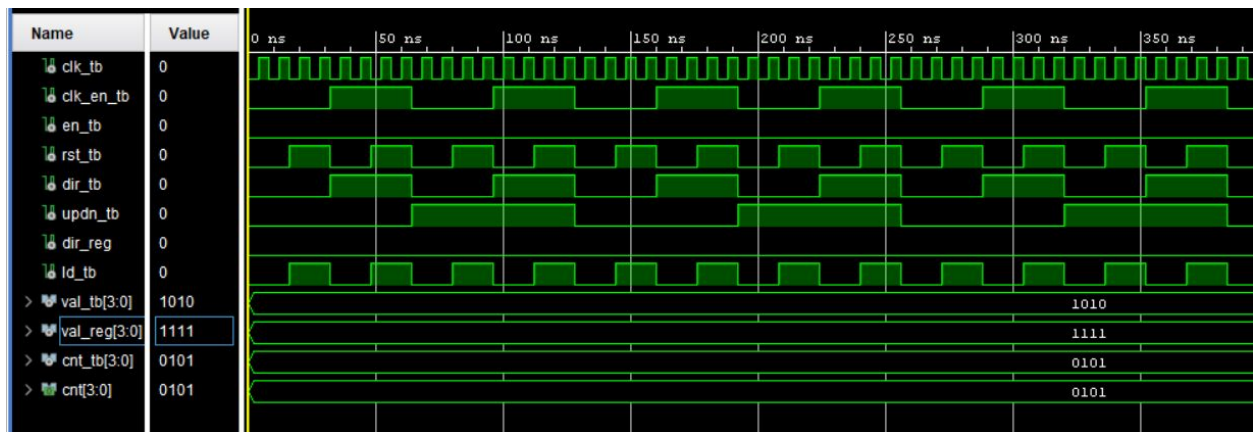 Name Value
0 ns 50 ns 100 ns 150 ns 200 ns 250 ns 300 ns 350 ns
clk_tb 0
clk_en_tb 0
en_tb 0
rst_tb 0
dir_tb 0
updn_tb 0
dir_reg 0
ld_tb 0
val_tb[3:0] 1010 1010
val_reg[3:0] 1111 1111
cnt_tb[3:0] 0101 0101
cnt[3:0] 0101 0101